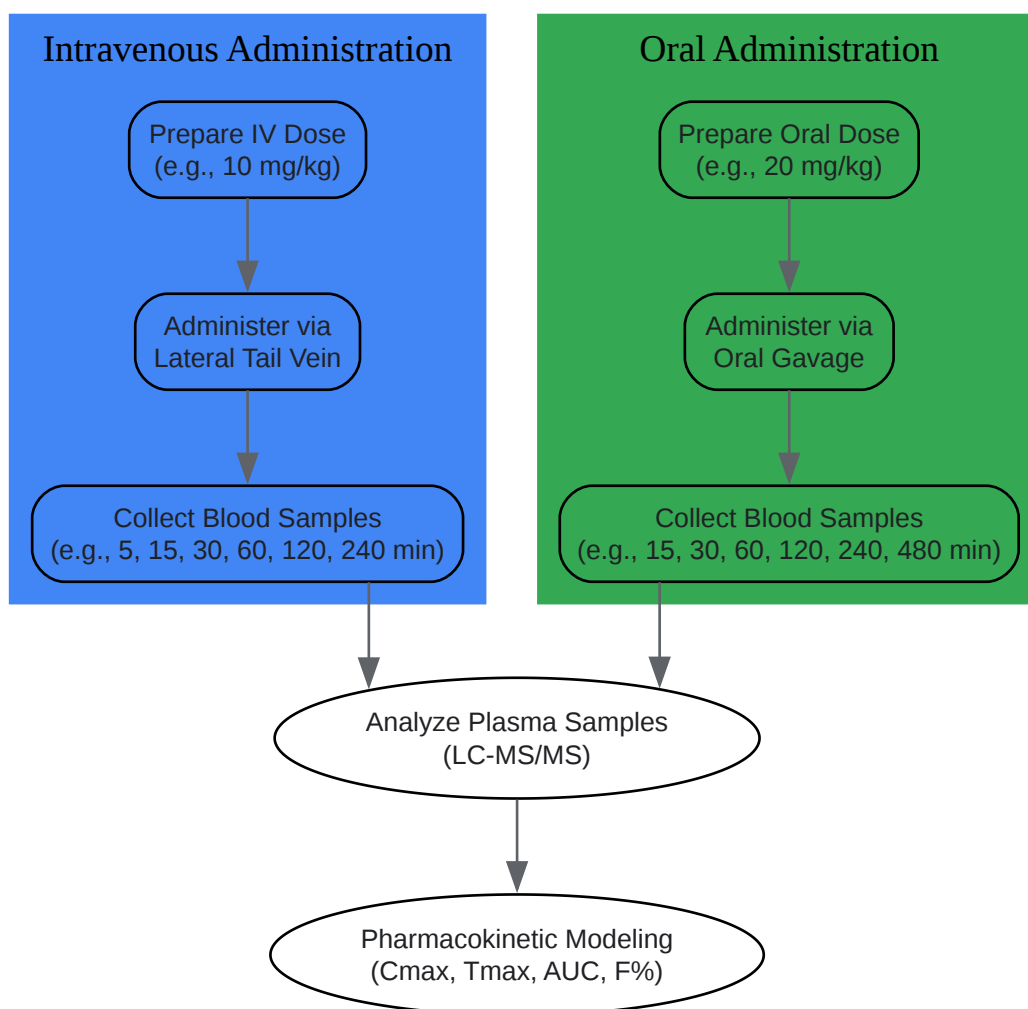 Intravenous Administration
Prepare IV Dose
(e.g., 10 mg/kg)
Administer via
Lateral Tail Vein
Collect Blood Samples
(e.g., 5, 15, 30, 60, 120, 240 min)
Oral Administration
Prepare Oral Dose
(e.g., 20 mg/kg)
Administer via
Oral Gavage
Collect Blood Samples
(e.g., 15, 30, 60, 120, 240, 480 min)
Analyze Plasma Samples
(LC-MS/MS)
Pharmacokinetic Modeling
(Cmax, Tmax, AUC, F%)